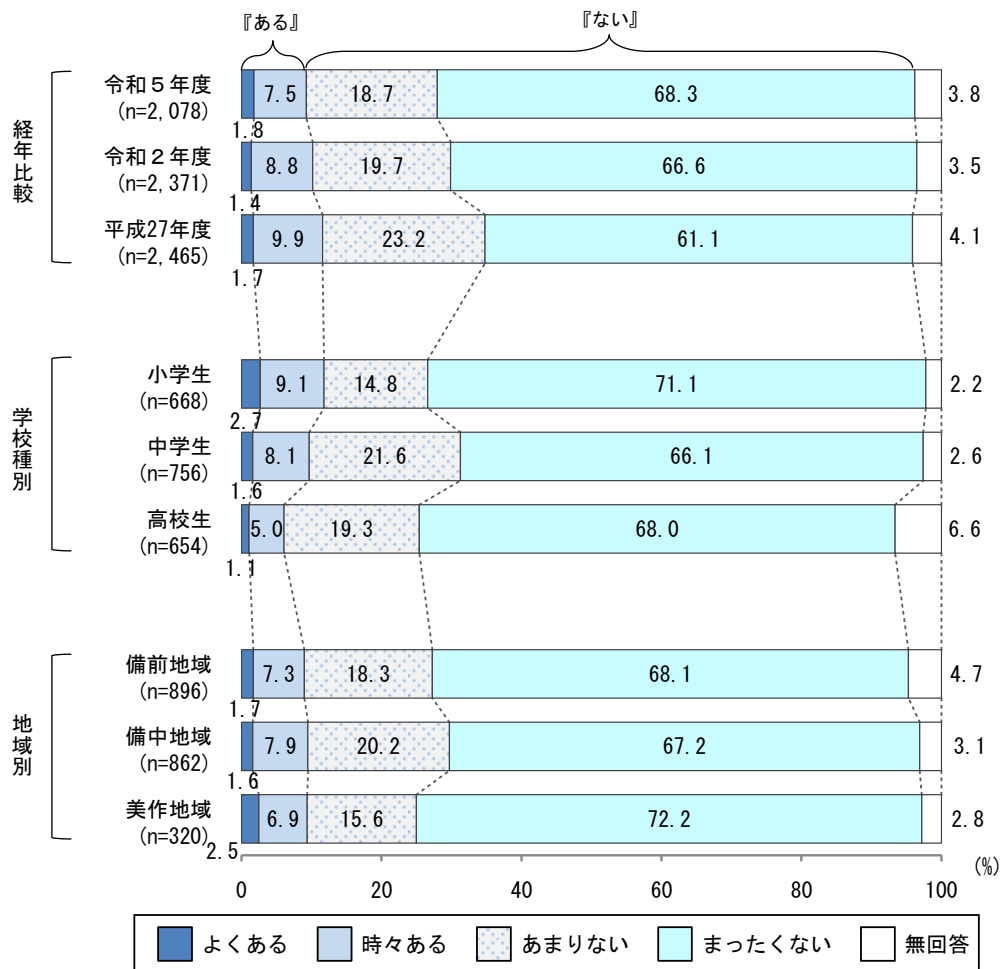 『ある』
『ない』
経年比較
令和５年度
(n=2,078)
1.8
7.5
18.7
68.3
3.8
令和２年度
(n=2,371)
1.4
8.8
19.7
66.6
3.5
平成27年度
(n=2,465)
1.7
9.9
23.2
61.1
4.1
学校種別
小学生
(n=668)
2.7
9.1
14.8
71.1
2.2
中学生
(n=756)
1.6
8.1
21.6
66.1
2.6
高校生
(n=654)
1.1
5.0
19.3
68.0
6.6
地域別
備前地域
(n=896)
1.7
7.3
18.3
68.1
4.7
備中地域
(n=862)
1.6
7.9
20.2
67.2
3.1
美作地域
(n=320)
2.5
6.9
15.6
72.2
2.8
0 20 40 60 80 100
(%)
よくある 時々ある あまりない まったくない 無回答